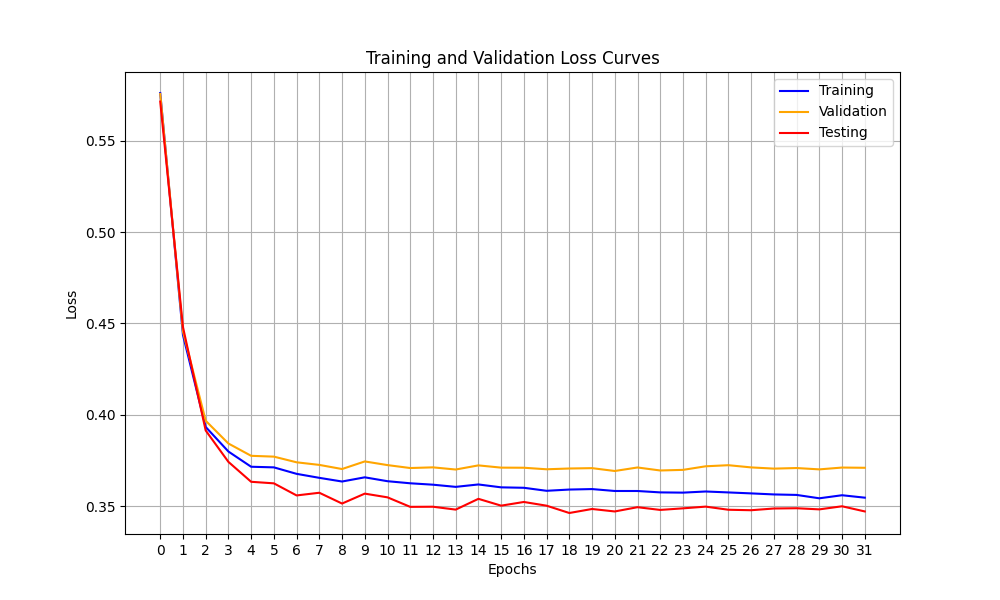 Training and Validation Loss Curves
Training
Validation
Testing
0.55
0.50
0.45
0.40
0.35
Loss
0 1 2 3 4 5 6 7 8 9 10 11 12 13 14 15 16 17 18 19 20 21 22 23 24 25 26 27 28 29 30 31
Epochs